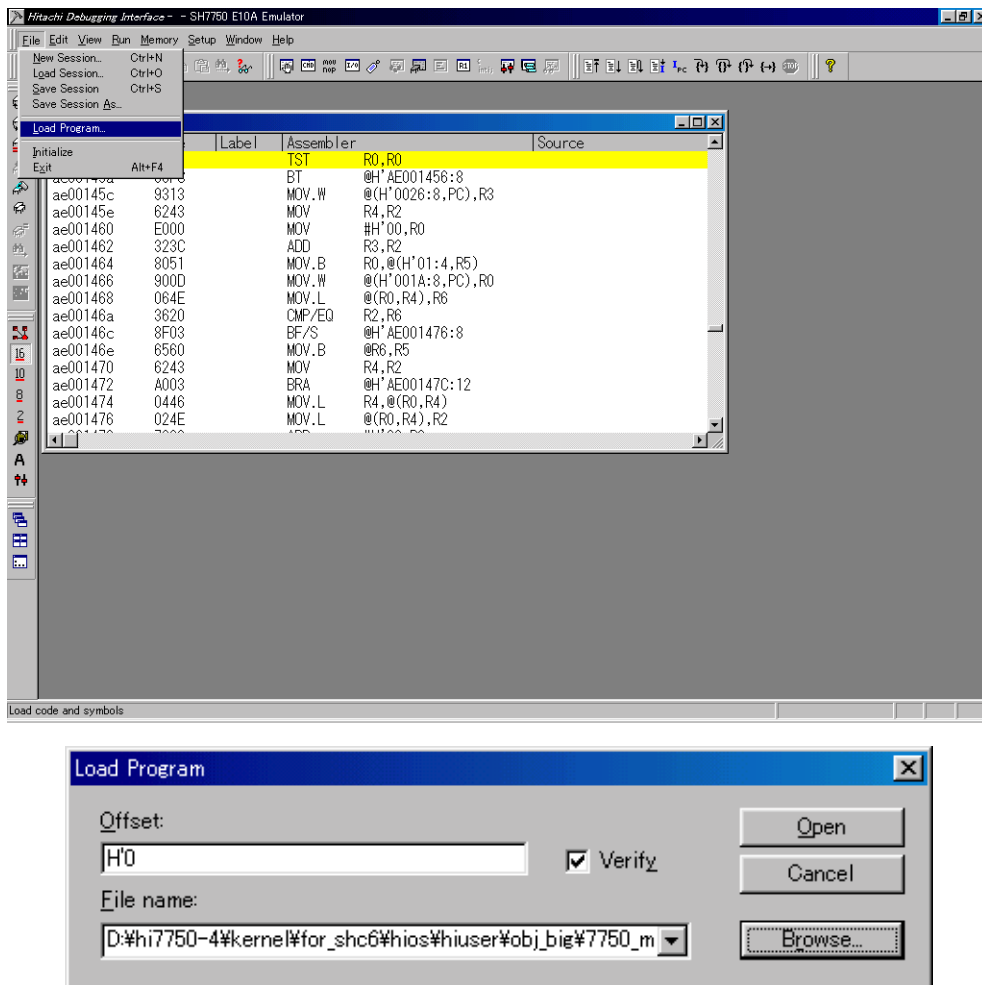 Hitachi Debugging Interface - - SH7750 E10A Emulator
File Edit View Run Memory Setup Window Help
New Session... Ctrl+N
Load Session... Ctrl+O
Save Session Ctrl+S
Save Session As...
Load Program...
Initialize
Exit Alt+F4
Label Assembler Source
TST R0,R0
BT @H'AE001456:8
ae00145c 9313 MOV.W @(H'0026:8,PC),R3
ae00145e 6243 MOV R4,R2
ae001460 E000 MOV #H'00,R0
ae001462 323C ADD R3,R2
ae001464 8051 MOV.B R0,@(H'01:4,R5)
ae001466 900D MOV.W @(H'001A:8,PC),R0
ae001468 064E MOV.L @(R0,R4),R6
ae00146a 3620 CMP/EQ R2,R6
ae00146c 8F03 BF/S @H'AE001476:8
ae00146e 6560 MOV.B @R6,R5
ae001470 6243 MOV R4,R2
ae001472 A003 BRA @H'AE00147C:12
ae001474 0446 MOV.L R4,@(R0,R4)
ae001476 024E MOV.L @(R0,R4),R2
16
10
8
2
A
Load code and symbols
Load Program
Offset:
H'0
Verify
Open
Cancel
File name:
D:¥hi7750-4¥kernel¥for_shc6¥hios¥hiuser¥obj_big¥7750_m
Browse...